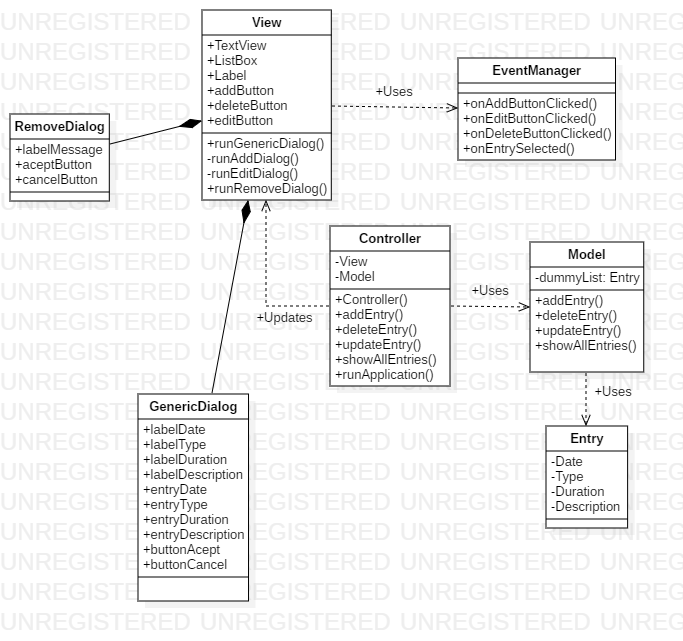 View
+TextView
+ListBox
+Label
+addButton
+deleteButton
+editButton
+runGenericDialog()
-runAddDialog()
-runEditDialog()
+runRemoveDialog()
+Uses
EventManager
+onAddButtonClicked()
+onEditButtonClicked()
+onDeleteButtonClicked()
+onEntrySelected()
RemoveDialog
+labelMessage
+aceptButton
+cancelButton
Controller
-View
-Model
+Controller()
+addEntry()
+deleteEntry()
+updateEntry()
+showAllEntries()
+runApplication()
+Updates
+Uses
Model
-dummyList: Entry
+addEntry()
+deleteEntry()
+updateEntry()
+showAllEntries()
+Uses
Entry
-Date
-Type
-Duration
-Description
GenericDialog
+labelDate
+labelType
+labelDuration
+labelDescription
+entryDate
+entryType
+entryDuration
+entryDescription
+buttonAcept
+buttonCancel
UNREGISTERED